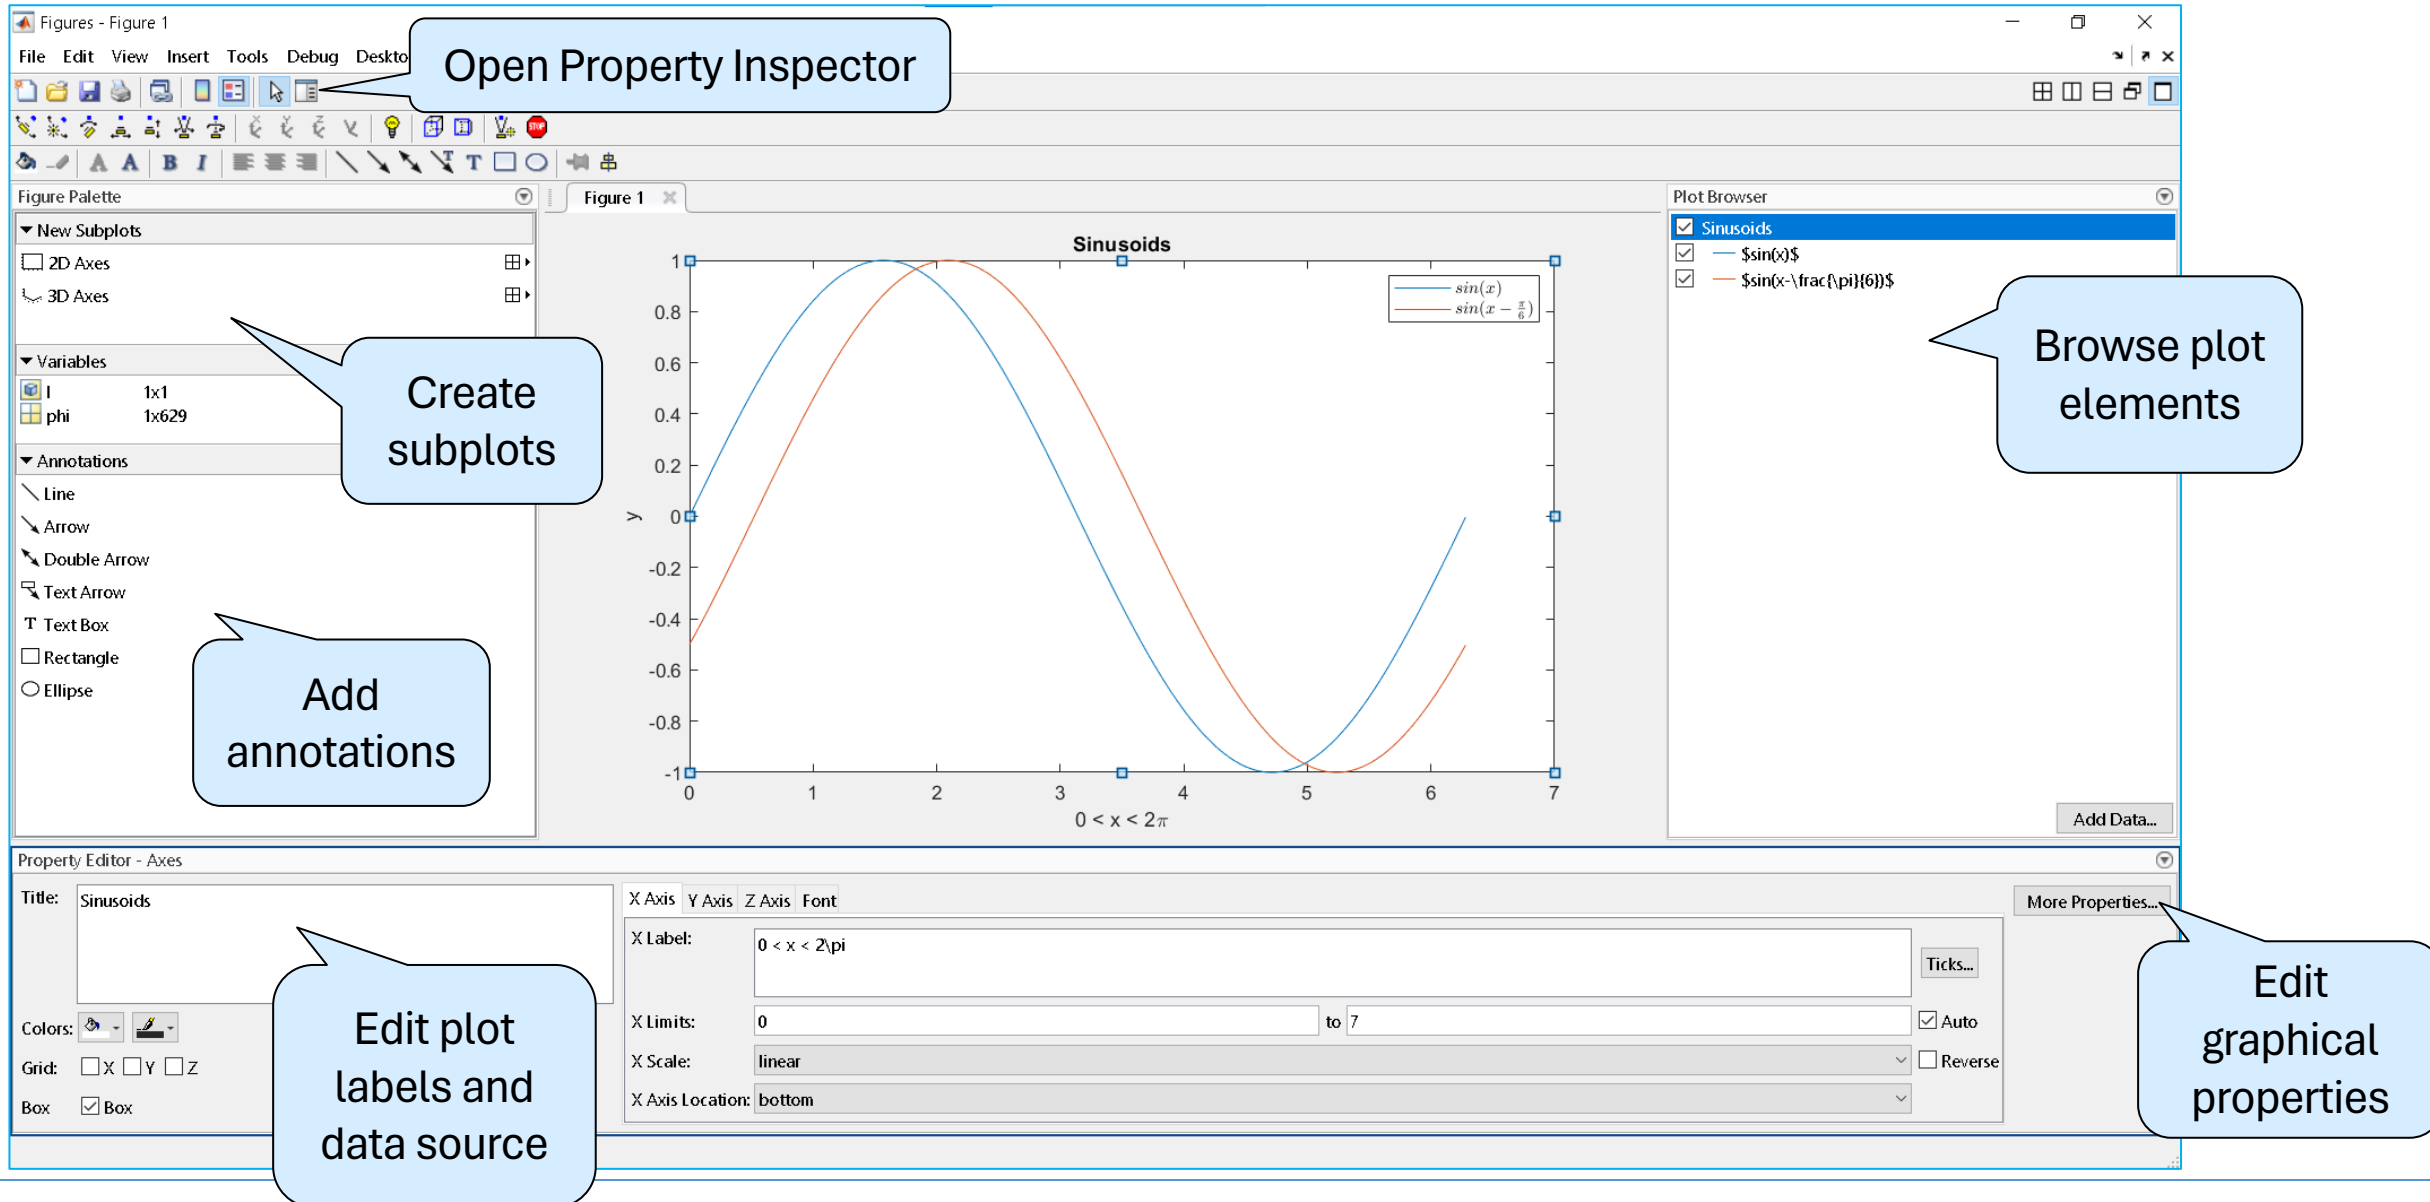 Figures - Figure 1
File Edit View Insert Tools Debug Deskto
Open Property Inspector
STOP
A A B I T T
Figure Palette
New Subplots
2D Axes
3D Axes
Variables
l 1x1
phi 1x629
Annotations
Line
Arrow
Double Arrow
Text Arrow
T Text Box
Rectangle
Ellipse
Create
subplots
Add
annotations
Figure 1
Sinusoids
1
0.8
0.6
0.4
0.2
0
-0.2
-0.4
-0.6
-0.8
-1
y
0 1 2 3 4 5 6 7
0 < x < 2π
sin(x)
sin(x − π/6)
Plot Browser
Sinusoids
$sin(x)$
$sin(x-\frac{\pi}{6})$
Browse plot
elements
Add Data...
Property Editor - Axes
Title: Sinusoids
Colors:
Grid: X Y Z
Box Box
Edit plot
labels and
data source
X Axis Y Axis Z Axis Font
X Label: 0 < x < 2\pi
Ticks...
X Limits: 0 to 7 Auto
X Scale: linear Reverse
X Axis Location: bottom
More Properties...
Edit
graphical
properties